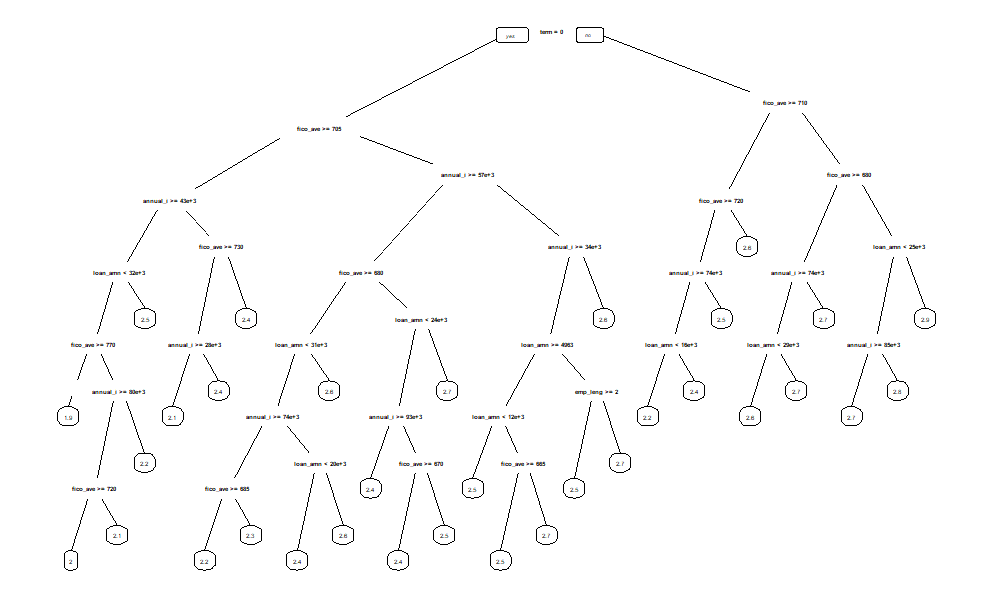 yes term = 0 no
fico_ave >= 710
fico_ave >= 705
annual_i >= 57e+3 fico_ave >= 680
annual_i >= 43e+3 fico_ave >= 720
fico_ave >= 730 annual_i >= 34e+3 2.6 loan_amn < 25e+3
loan_amn < 32e+3 fico_ave >= 680 annual_i >= 74e+3 annual_i >= 74e+3
2.5 2.4 loan_amn < 24e+3 2.6 2.5 2.7 2.9
fico_ave >= 770 annual_i >= 28e+3 loan_amn < 31e+3 loan_amn >= 4963 loan_amn < 16e+3 loan_amn < 29e+3 annual_i >= 85e+3
annual_i >= 80e+3 2.4 2.6 2.7 emp_leng >= 2 2.4 2.7 2.8
1.9 2.1 annual_i >= 74e+3 annual_i >= 93e+3 loan_amn < 12e+3 2.2 2.6 2.7
2.2 loan_amn < 20e+3 fico_ave >= 670 fico_ave >= 665 2.7
fico_ave >= 720 fico_ave >= 685 2.4 2.5 2.5
2.1 2.3 2.6 2.5 2.7
2 2.2 2.4 2.4 2.5